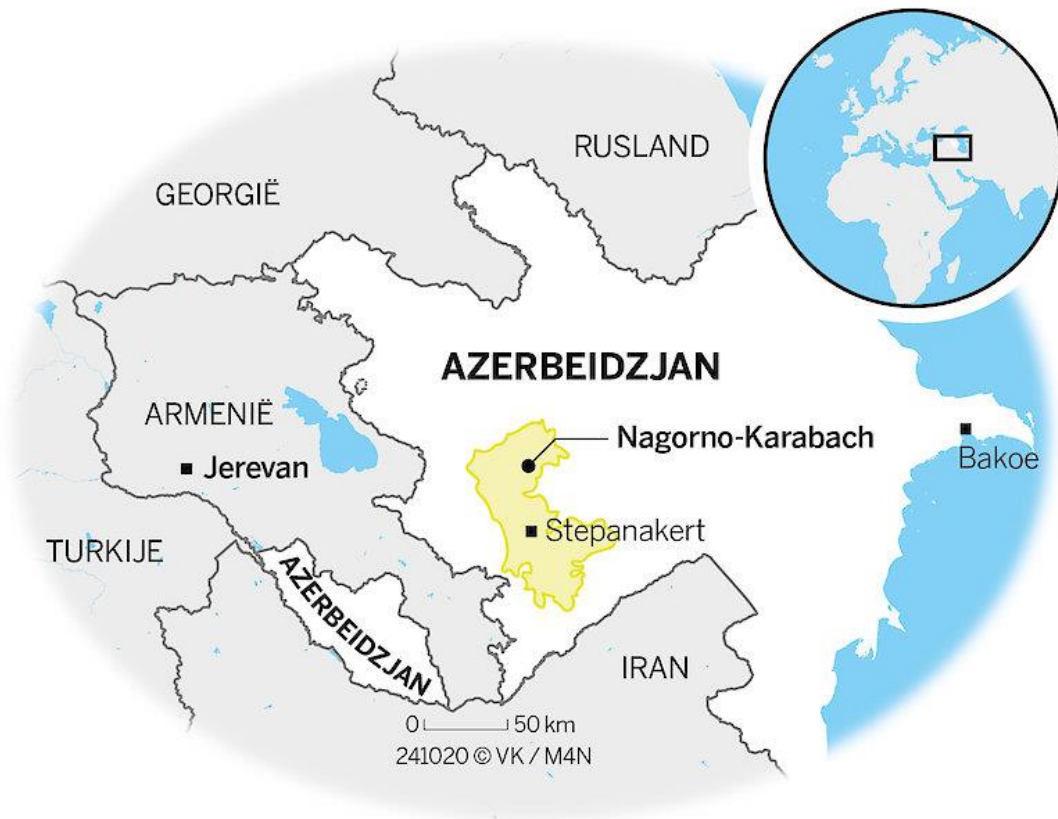 RUSLAND
GEORGIË
AZERBEIDZJAN
ARMENIË
Nagorno-Karabach
Jerevan
Bakoe
Stepanakert
TURKIJE
AZERBEIDZJAN
IRAN
0 50 km
241020 © VK / M4N